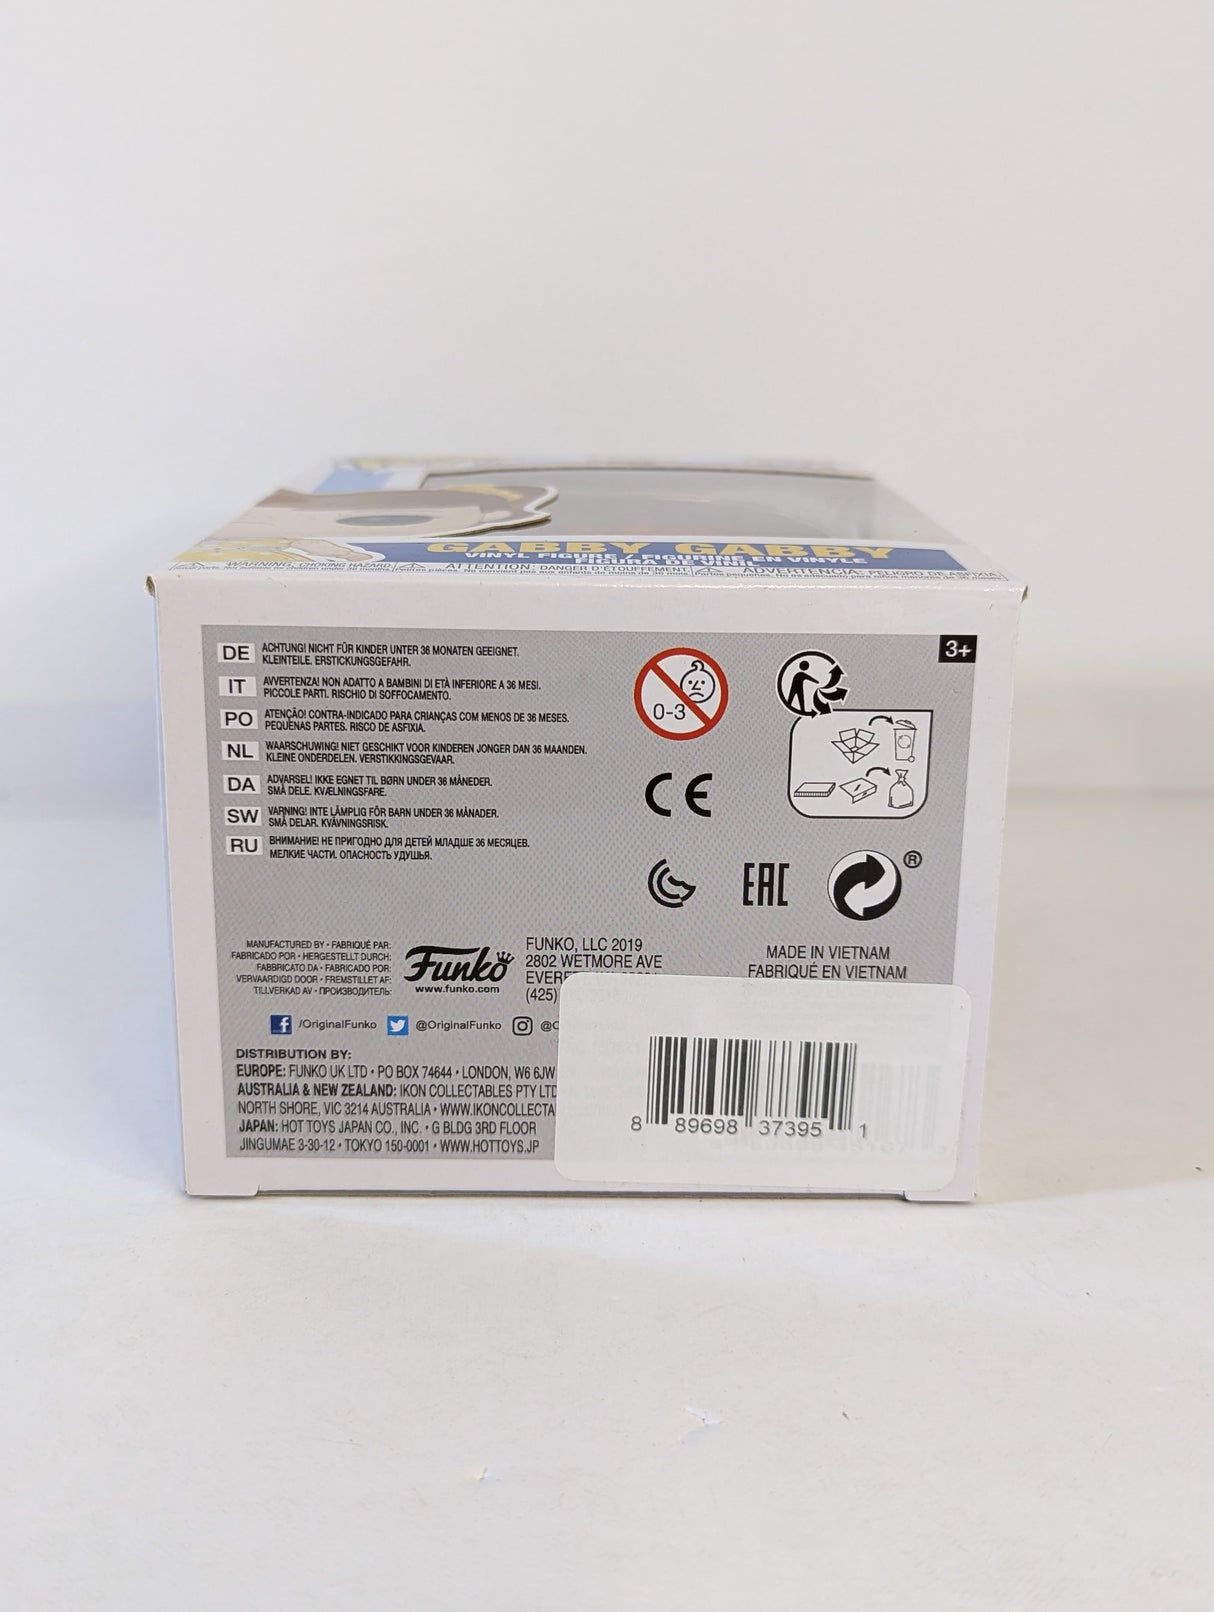 GABBY GABBY
VINYL FIGURE / FIGURINE EN VINYLE
FIGURA DE VINIL
WARNING: CHOKING HAZARD
ATTENTION: DANGER D'ÉTOUFFEMENT
ADVERTENCIA: PELIGRO DE ASFIXIA
3+
DE ACHTUNG! NICHT FÜR KINDER UNTER 36 MONATEN GEEIGNET.
KLEINTEILE. ERSTICKUNGSGEFAHR.
IT AVVERTENZA! NON ADATTO A BAMBINI DI ETÀ INFERIORE A 36 MESI.
PICCOLE PARTI. RISCHIO DI SOFFOCAMENTO.
PO ATENÇÃO! CONTRA-INDICADO PARA CRIANÇAS COM MENOS DE 36 MESES.
PEQUENAS PARTES. RISCO DE ASFIXIA.
NL WAARSCHUWING! NIET GESCHIKT VOOR KINDEREN JONGER DAN 36 MAANDEN.
KLEINE ONDERDELEN. VERSTIKKINGSGEVAAR.
DA ADVARSEL! IKKE EGNET TIL BØRN UNDER 36 MÅNEDER.
SMÅ DELE. KVÆLNINGSFARE.
SW VARNING! INTE LÄMPLIG FÖR BARN UNDER 36 MÅNADER.
SMÅ DELAR. KVÄVNINGSRISK.
RU ВНИМАНИЕ! НЕ ПРИГОДНО ДЛЯ ДЕТЕЙ МЛАДШЕ 36 МЕСЯЦЕВ.
МЕЛКИЕ ЧАСТИ. ОПАСНОСТЬ УДУШЬЯ.
0-3
CE
EAC
®
MANUFACTURED BY • FABRIQUÉ PAR:
FABRICADO POR • HERGESTELLT DURCH:
FABBRICATO DA • FABRICADO POR:
VERVAARDIGD DOOR • FREMSTILLET AF:
TILLVERKAD AV • ПРОИЗВОДИТЕЛЬ:
Funko
www.funko.com
FUNKO, LLC 2019
2802 WETMORE AVE
(425)
MADE IN VIETNAM
FABRIQUÉ EN VIETNAM
/OriginalFunko @OriginalFunko
DISTRIBUTION BY:
EUROPE: FUNKO UK LTD • PO BOX 74644 • LONDON, W6 6JW
AUSTRALIA & NEW ZEALAND: IKON COLLECTABLES PTY LTD
NORTH SHORE, VIC 3214 AUSTRALIA • WWW.IKONCOLLECTA
JAPAN: HOT TOYS JAPAN CO., INC. • G BLDG 3RD FLOOR
JINGUMAE 3-30-12 • TOKYO 150-0001 • WWW.HOTTOYS.JP
8 89698 37395 1